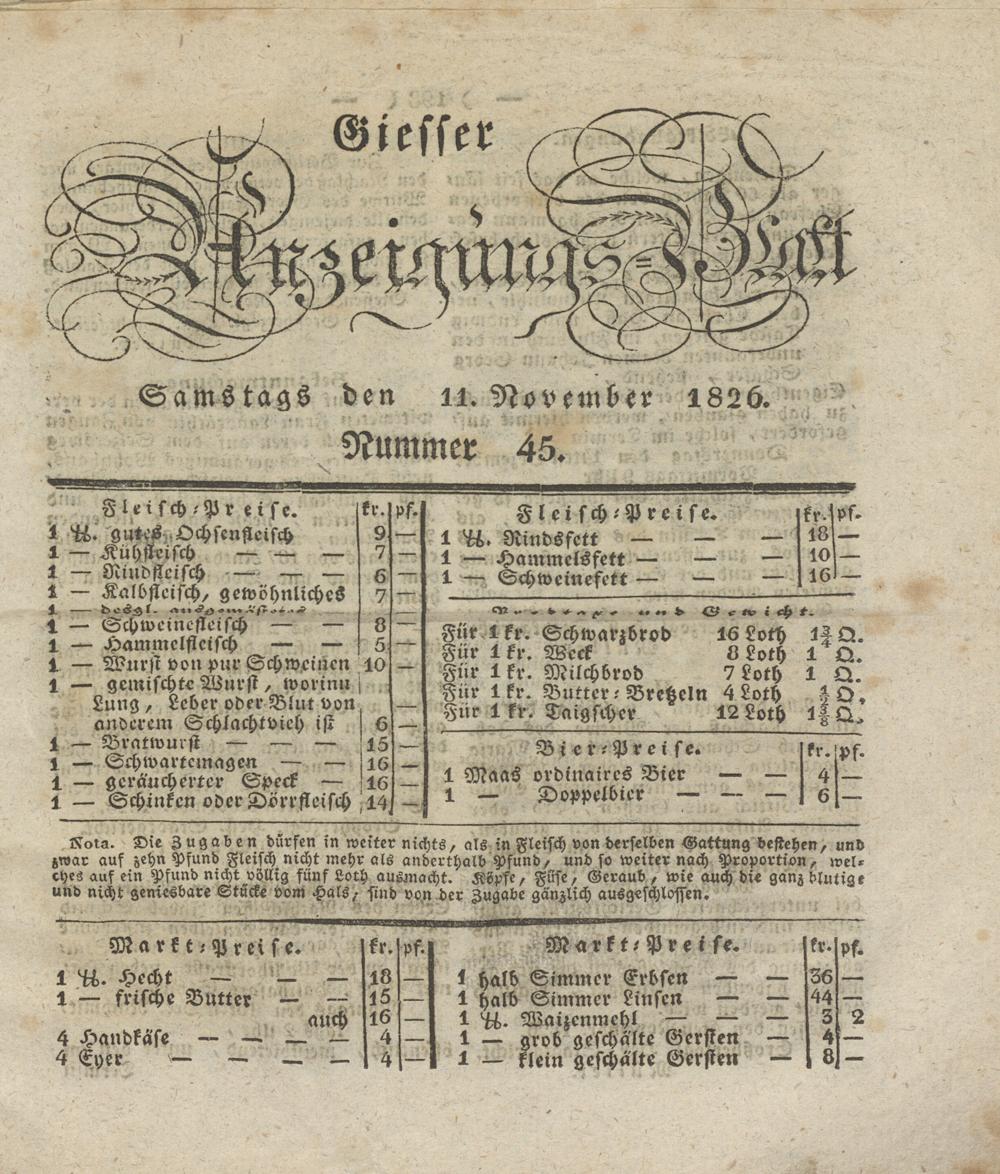 Giesser
Anzeigungs-Blatt
Samstags den 11. November 1826.
Nummer 45.
Fleisch-Preise. kr. pf.
1 ℔. gutes Ochsenfleisch 9 —
1 — Kühfleisch — — — 7 —
1 — Rindfleisch — — — 6 —
1 — Kalbfleisch, gewöhnliches 7 —
1 — desgl. ausgemästetes
1 — Schweinefleisch — — 8 —
1 — Hammelfleisch — — 5 —
1 — Wurst von pur Schweinen 10 —
1 — gemischte Wurst, worinn
Lung, Leber oder Blut von —
anderem Schlachtvieh ist 6 —
1 — Bratwurst — — — 15 —
1 — Schwartemagen — — 16 —
1 — geräucherter Speck — 16 —
1 — Schinken oder Dörrfleisch 14 —
Fleisch-Preise. kr. pf.
1 ℔. Rindsfett — — — 18 —
1 — Hammelsfett — — — 10 —
1 — Schweinefett — — — 16 —
und Gewicht.
Für 1 kr. Schwarzbrod 16 Loth 1¾ Q.
Für 1 kr. Weck 8 Loth 1 Q.
Für 1 kr. Milchbrod 7 Loth 1 Q.
Für 1 kr. Butter-Bretzeln 4 Loth Q.
Für 1 kr. Taigscher 12 Loth Q.
Bier-Preise. kr. pf.
1 Maas ordinaires Bier — — 4 —
1 — Doppelbier — — — 6 —
Nota. Die Zugaben dürfen in weiter nichts, als in Fleisch von derselben Gattung bestehen, und
zwar auf zehn Pfund Fleisch nicht mehr als anderthalb Pfund, und so weiter nach Proportion, wel-
ches auf ein Pfund nicht völlig fünf Loth ausmacht. Köpfe, Füse, Geraub, wie auch die ganz blutige
und nicht geniesbare Stücke vom Hals, sind von der Zugabe gänzlich ausgeschlossen.
Markt-Preise. kr. pf.
1 ℔. Hecht — — — 18 —
1 — frische Butter — — 15 —
auch 16 —
4 Handkäse — — — — 4 —
4 Eyer — — — — 4 —
Markt-Preise. kr. pf.
1 halb Simmer Erbsen — — 36 —
1 halb Simmer Linsen — — 44 —
1 ℔. Waizenmehl — — — 3 2
1 — grob geschälte Gersten — 4 —
1 — klein geschälte Gersten — 8 —